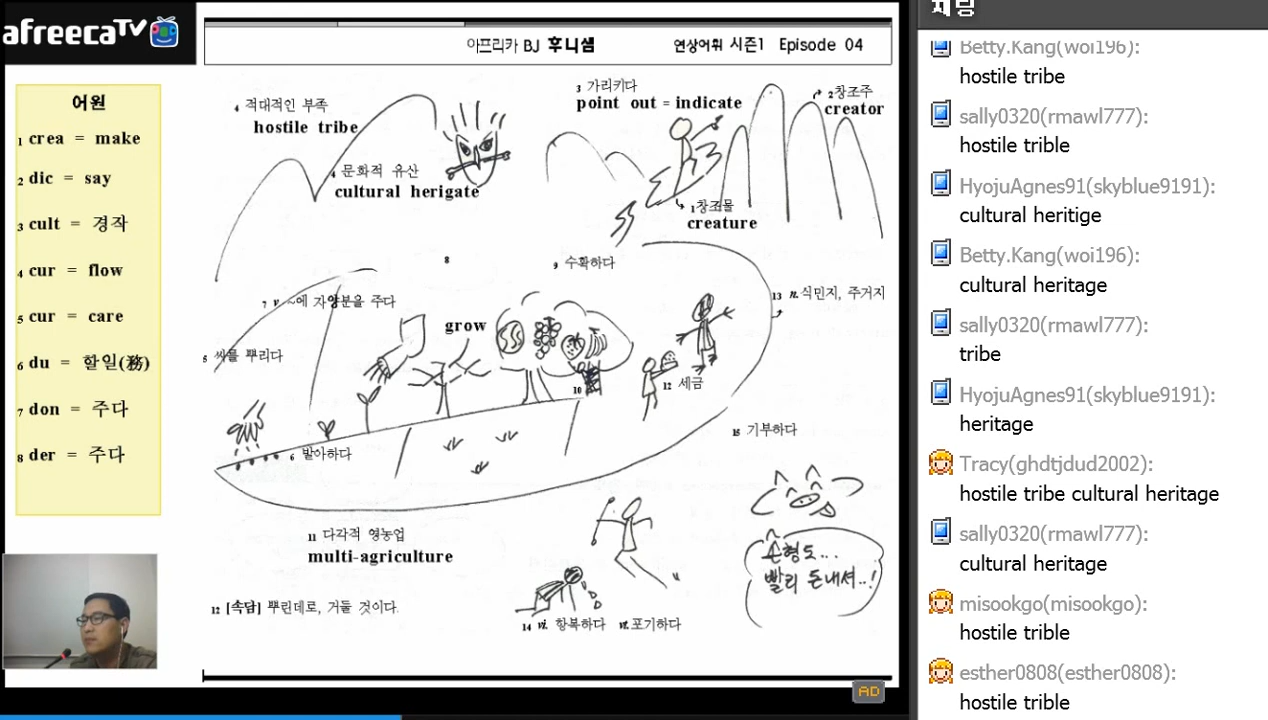 afreecaTV
아프리카 BJ 후니쌤
연상어휘 시즌1 Episode 04
어원
1 crea = make
2 dic = say
3 cult = 경작
4 cur = flow
5 cur = care
6 du = 할일(務)
7 don = 주다
8 der = 주다
4 적대적인 부족
hostile tribe
4 문화적 유산
cultural herigate
3 가리키다
point out = indicate
2창조주
creator
1창조물
creature
8
9 수확하다
7 v. ~에 자양분을 주다
grow
13 n.식민지, 주거지
5 씨를 뿌리다
10
12 세금
6 발아하다
15 기부하다
11 다각적 영농업
multi-agriculture
손형도...
빨리 돈내셔..!
12 [속담] 뿌린데로, 거둘 것이다.
14 vi. 항복하다 vt.포기하다
AD
채팅
Betty.Kang(woi196):
hostile tribe
sally0320(rmawl777):
hostile trible
HyojuAgnes91(skyblue9191):
cultural heritige
Betty.Kang(woi196):
cultural heritage
sally0320(rmawl777):
tribe
HyojuAgnes91(skyblue9191):
heritage
Tracy(ghdtjdud2002):
hostile tribe cultural heritage
sally0320(rmawl777):
cultural heritage
misookgo(misookgo):
hostile trible
esther0808(esther0808):
hostile trible